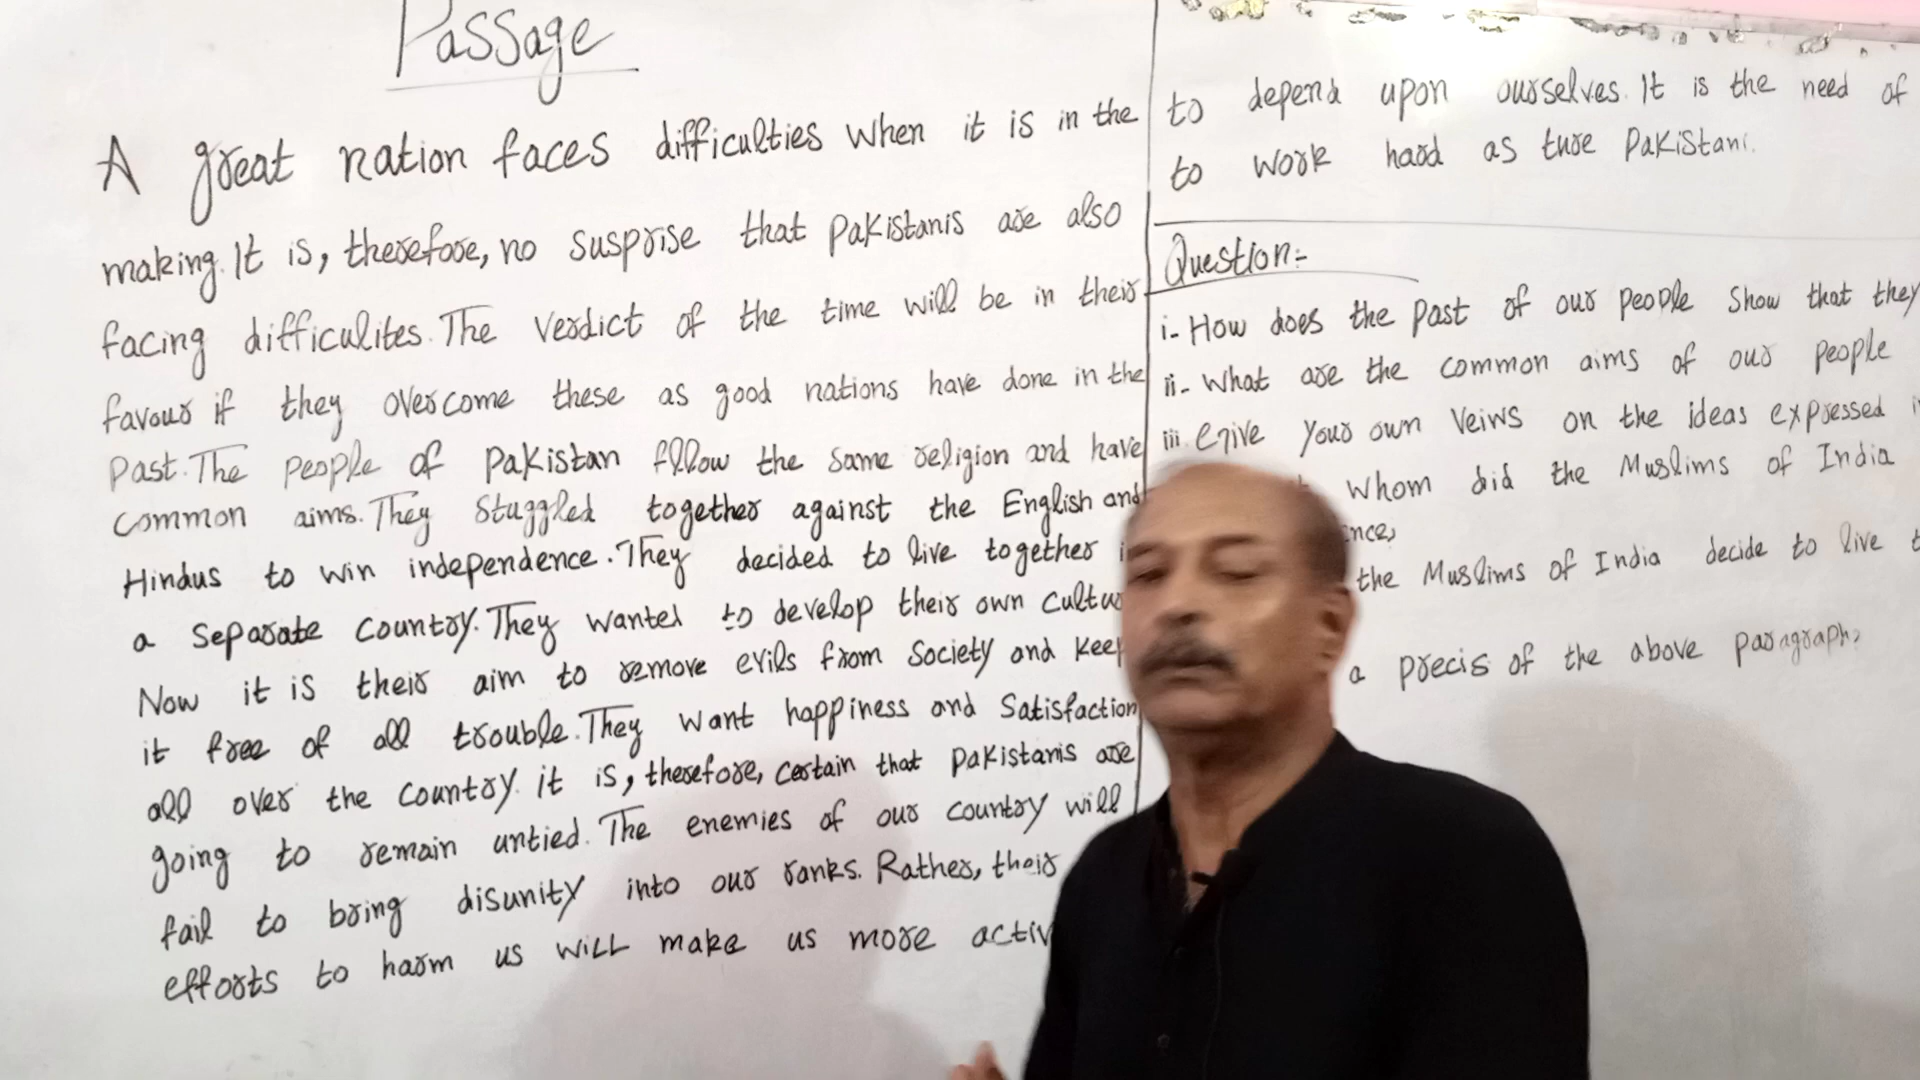 Passage
A great nation faces difficulties when it is in the
making. It is, therefore, no susprise that Pakistanis are also
facing difficulites. The verdict of the time will be in their
favour if they overcome these as good nations have done in the
Past. The people of Pakistan fllow the same religion and have
common aims. They Stuggled together against the English and
Hindus to win independence. They decided to live together
a separate country. They wanted to develop their own
Now it is their aim to remove evils from Society and keep
it free of all trouble. They want happiness and Satisfaction
all over the country. it is, therefore, certain that Pakistanis are
going to remain untied. The enemies of our country will
fail to bring disunity into our ranks. Rather, their
efforts to harm us will make us more
to depend upon ourselves. It is the need of
to work hard as ture Pakistani.
Question:-
i- How does the past of our people show that they
ii- What are the common aims of our people
iii. Give your own veiws on the ideas expressed
whom did the Muslims of India
the Muslims of India decide to live
a precis of the above paragraph?